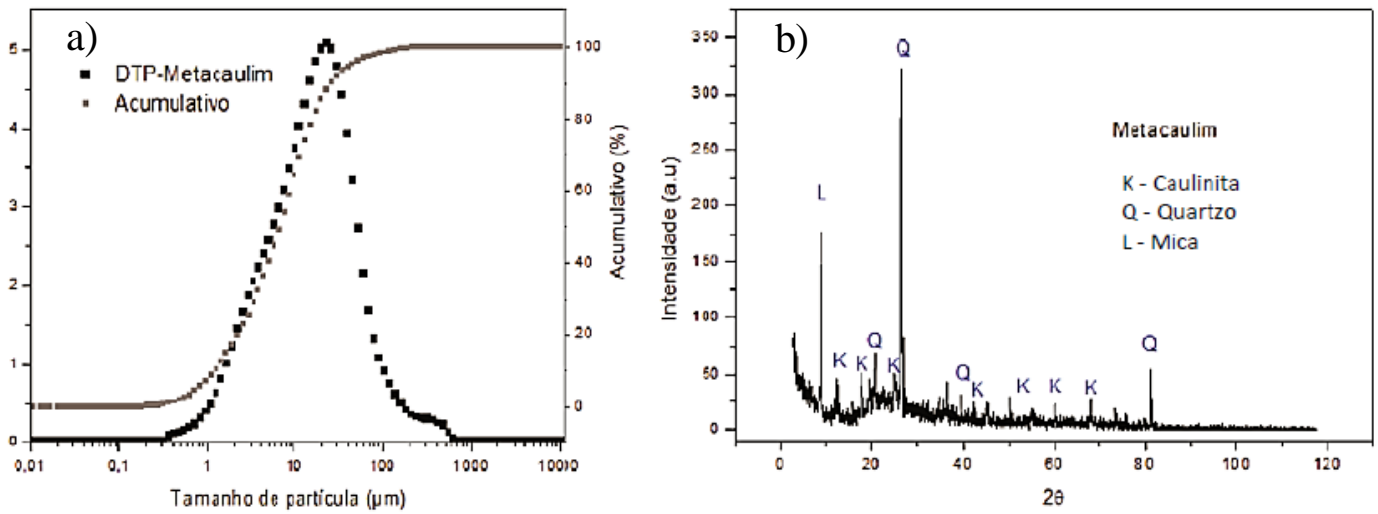 a)
DTP-Metacaulim
Acumulativo
5
4
3
2
1
0
100
80
60
40
20
0
Acumulativo (%)
0,01 0,1 1 10 100 1000 10000
Tamanho de partícula (µm)
b)
350
300
250
200
150
100
50
0
Intensidade (a.u)
Q
L
K
K
Q
K
Q
K
K
K
K
Q
Metacaulim
K - Caulinita
Q - Quartzo
L - Mica
0 20 40 60 80 100 120
2θ